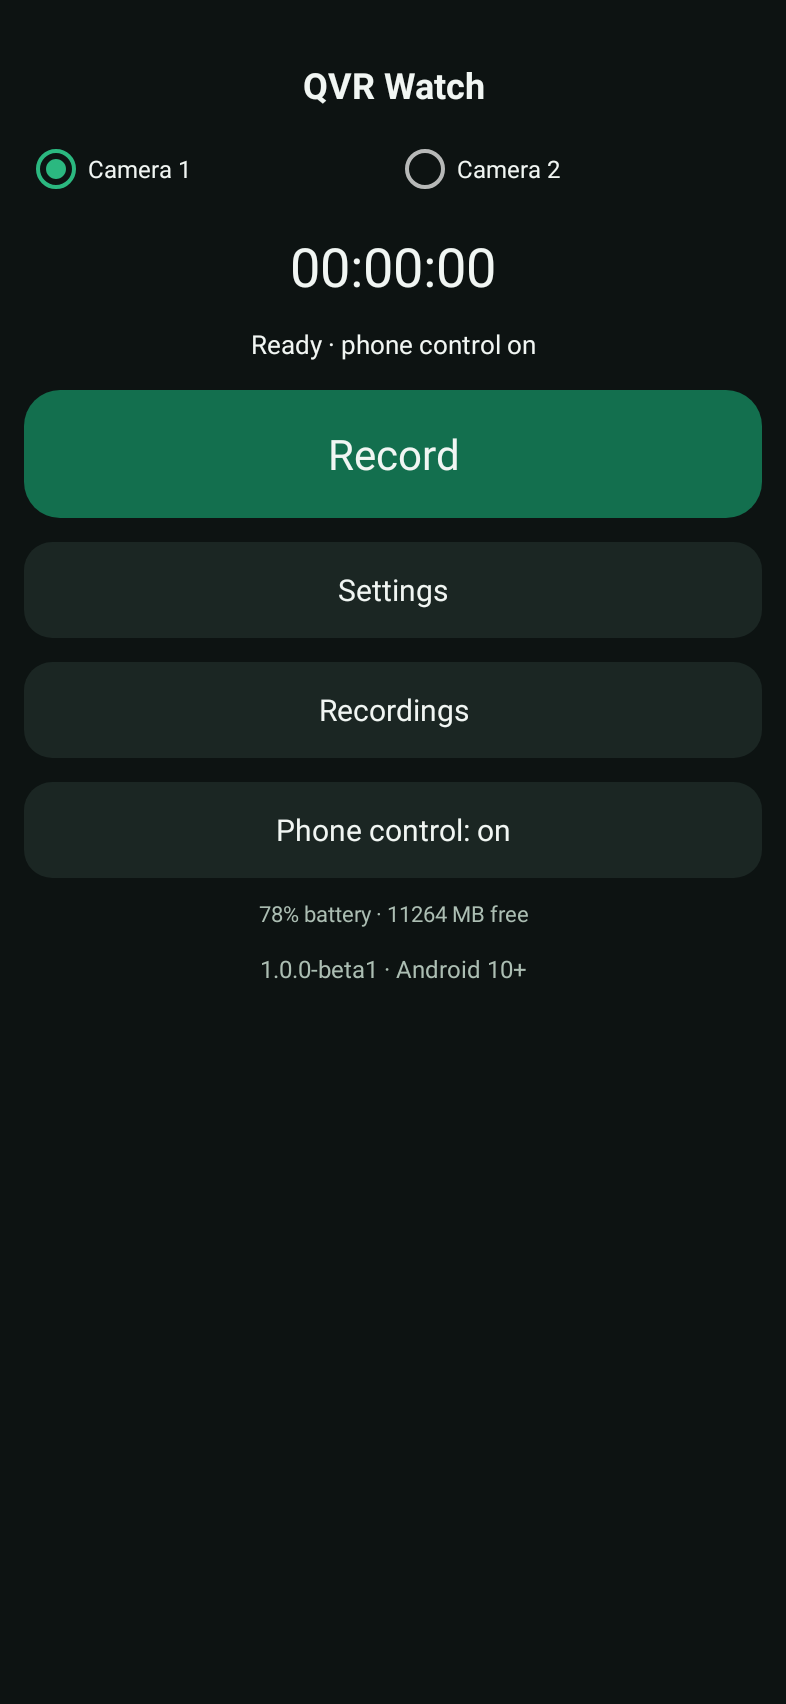 QVR Watch
Camera 1
Camera 2
00:00:00
Ready · phone control on
Record
Settings
Recordings
Phone control: on
78% battery · 11264 MB free
1.0.0-beta1 · Android 10+